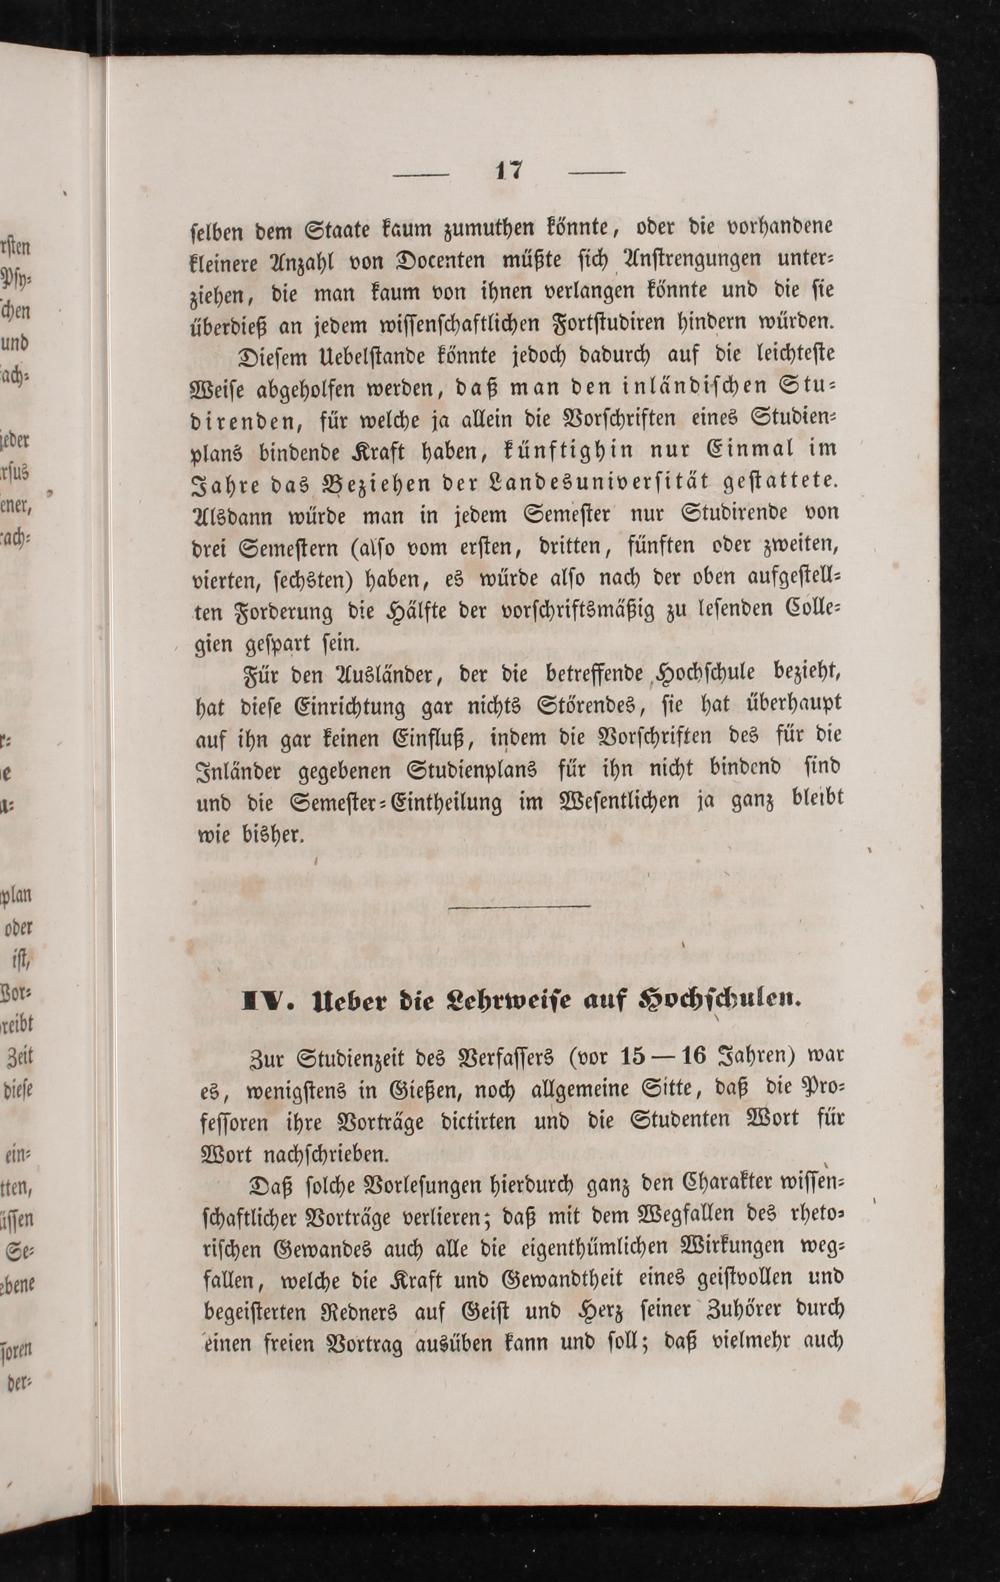 — 17 —
selben dem Staate kaum zumuthen könnte, oder die vorhandene
kleinere Anzahl von Docenten müßte sich Anstrengungen unter-
ziehen, die man kaum von ihnen verlangen könnte und die sie
überdieß an jedem wissenschaftlichen Fortstudiren hindern würden.
Diesem Uebelstande könnte jedoch dadurch auf die leichteste
Weise abgeholfen werden, daß man den inländischen Stu-
direnden, für welche ja allein die Vorschriften eines Studien-
plans bindende Kraft haben, künftighin nur Einmal im
Jahre das Beziehen der Landesuniversität gestattete.
Alsdann würde man in jedem Semester nur Studirende von
drei Semestern (also vom ersten, dritten, fünften oder zweiten,
vierten, sechsten) haben, es würde also nach der oben aufgestell-
ten Forderung die Hälfte der vorschriftsmäßig zu lesenden Colle-
gien gespart sein.
Für den Ausländer, der die betreffende Hochschule bezieht,
hat diese Einrichtung gar nichts Störendes, sie hat überhaupt
auf ihn gar keinen Einfluß, indem die Vorschriften des für die
Inländer gegebenen Studienplans für ihn nicht bindend sind
und die Semester-Eintheilung im Wesentlichen ja ganz bleibt
wie bisher.
IV. Ueber die Lehrweise auf Hochschulen.
Zur Studienzeit des Verfassers (vor 15 — 16 Jahren) war
es, wenigstens in Gießen, noch allgemeine Sitte, daß die Pro-
fessoren ihre Vorträge dictirten und die Studenten Wort für
Wort nachschrieben.
Daß solche Vorlesungen hierdurch ganz den Charakter wissen-
schaftlicher Vorträge verlieren; daß mit dem Wegfallen des rheto-
rischen Gewandes auch alle die eigenthümlichen Wirkungen weg-
fallen, welche die Kraft und Gewandtheit eines geistvollen und
begeisterten Redners auf Geist und Herz seiner Zuhörer durch
einen freien Vortrag ausüben kann und soll; daß vielmehr auch